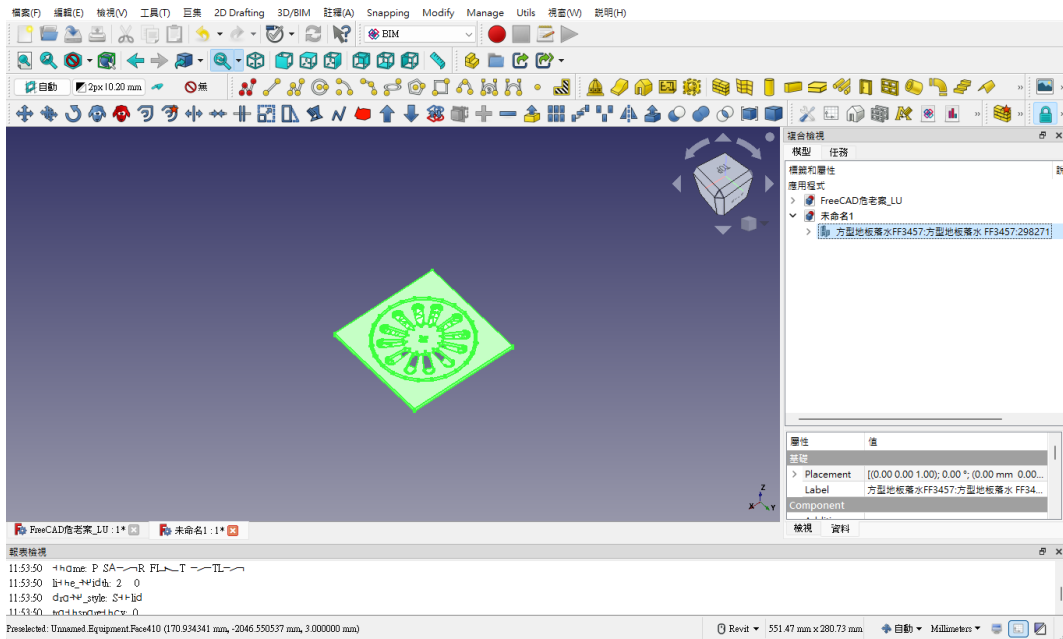 檔案(F) 編輯(E) 檢視(V) 工具(T) 巨集 2D Drafting 3D/BIM 註釋(A) Snapping Modify Manage Utils 視窗(W) 說明(H)
BIM
自動 2px | 0.20 mm 無
複合檢視
模型 任務
標籤和屬性
應用程式
FreeCAD危老案_LU
未命名1
方型地板落水FF3457:方型地板落水 FF3457:298271
屬性 值
基礎
Placement [(0.00 0.00 1.00); 0.00 °; (0.00 mm 0.00...
Label 方型地板落水FF3457:方型地板落水 FF34...
Component
檢視 資料
Z
X Y
FreeCAD危老案_LU : 1* 未命名1 : 1*
報表檢視
11:53:50
11:53:50
11:53:50
11:53:50
Preselected: Unnamed.Equipment.Face410 (170.934341 mm, -2046.550537 mm, 3.000000 mm) Revit 551.47 mm x 280.73 mm 自動 Millimeters